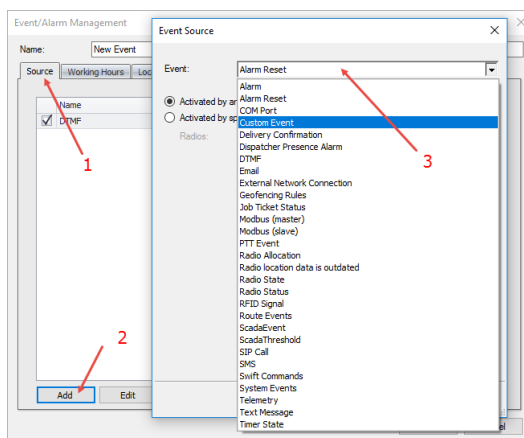 Event/Alarm Management
Name:
New Event
Source
Working Hours
Loc
Name
DTMF
1
2
Add
Edit
Event Source
Event:
Alarm Reset
Activated by ar
Activated by sp
Radios:
3
Alarm
Alarm Reset
COM Port
Custom Event
Delivery Confirmation
Dispatcher Presence Alarm
DTMF
Email
External Network Connection
Geofencing Rules
Job Ticket Status
Modbus (master)
Modbus (slave)
PTT Event
Radio Allocation
Radio location data is outdated
Radio State
Radio Status
RFID Signal
Route Events
ScadaEvent
ScadaThreshold
SIP Call
SMS
Swift Commands
System Events
Telemetry
Text Message
Timer State
el